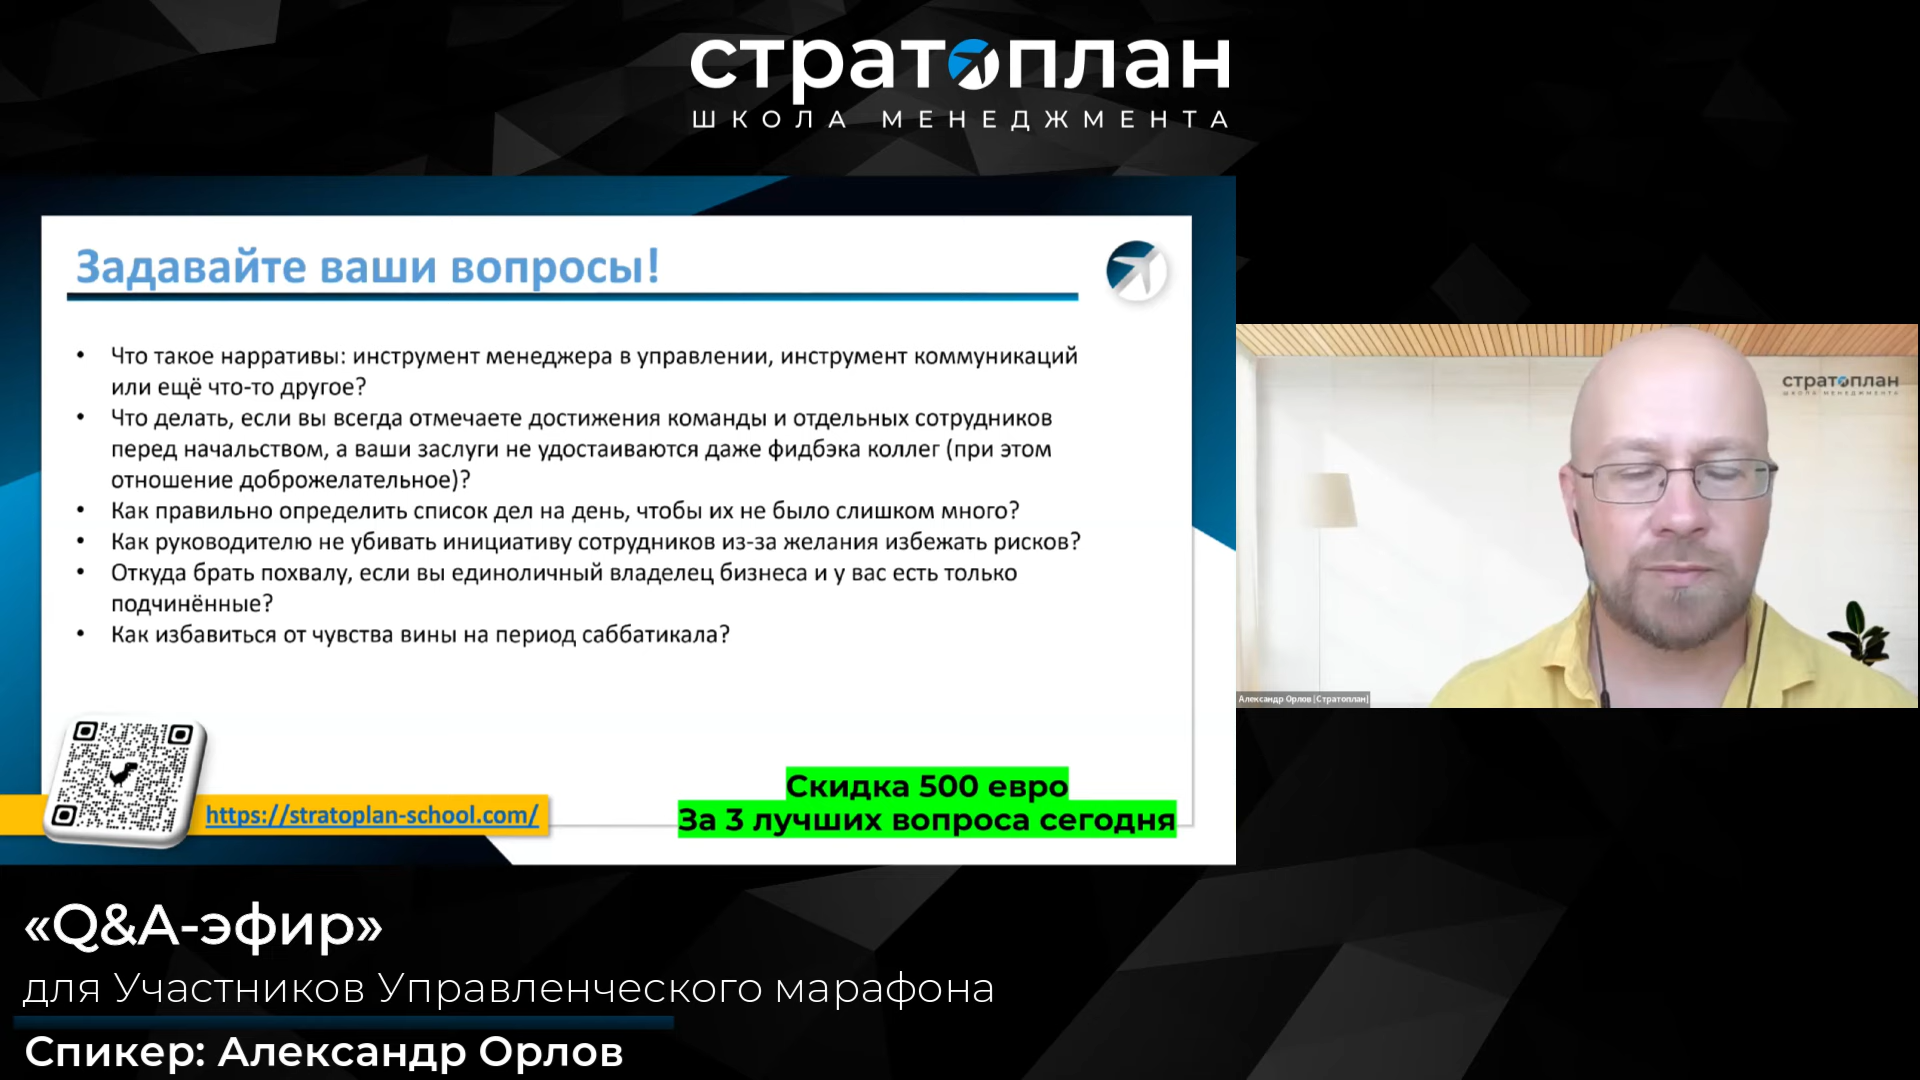 стратоплан
ШКОЛА МЕНЕДЖМЕНТА
Задавайте ваши вопросы!
• Что такое нарративы: инструмент менеджера в управлении, инструмент коммуникаций
или ещё что-то другое?
• Что делать, если вы всегда отмечаете достижения команды и отдельных сотрудников
перед начальством, а ваши заслуги не удостаиваются даже фидбэка коллег (при этом
отношение доброжелательное)?
• Как правильно определить список дел на день, чтобы их не было слишком много?
• Как руководителю не убивать инициативу сотрудников из-за желания избежать рисков?
• Откуда брать похвалу, если вы единоличный владелец бизнеса и у вас есть только
подчинённые?
• Как избавиться от чувства вины на период саббатикала?
https://stratoplan-school.com/
Скидка 500 евро
За 3 лучших вопроса сегодня
стратоплан
ШКОЛА МЕНЕДЖМЕНТА
Александр Орлов [Стратоплан]
«Q&A-эфир»
для Участников Управленческого марафона
Спикер: Александр Орлов